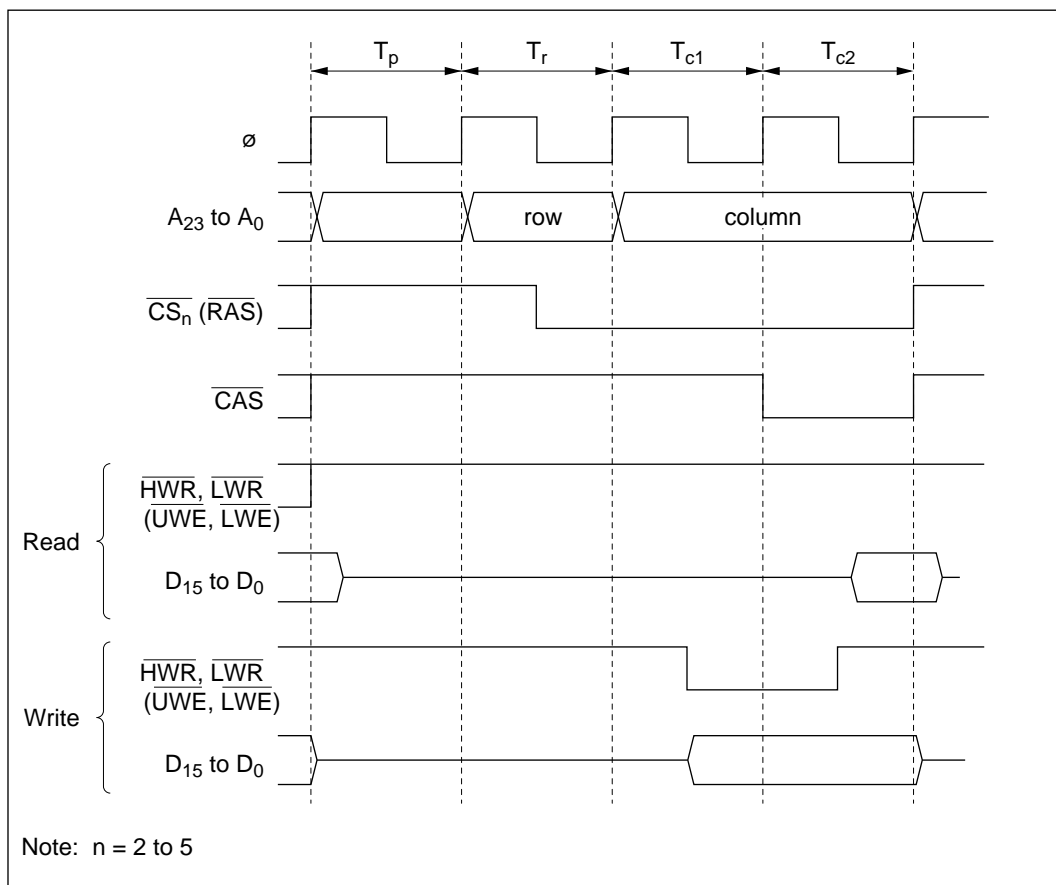 Tp Tr Tc1 Tc2
ø
A23 to A0 row column
CSn (RAS)
CAS
Read
HWR, LWR
(UWE, LWE)
D15 to D0
Write
HWR, LWR
(UWE, LWE)
D15 to D0
Note: n = 2 to 5